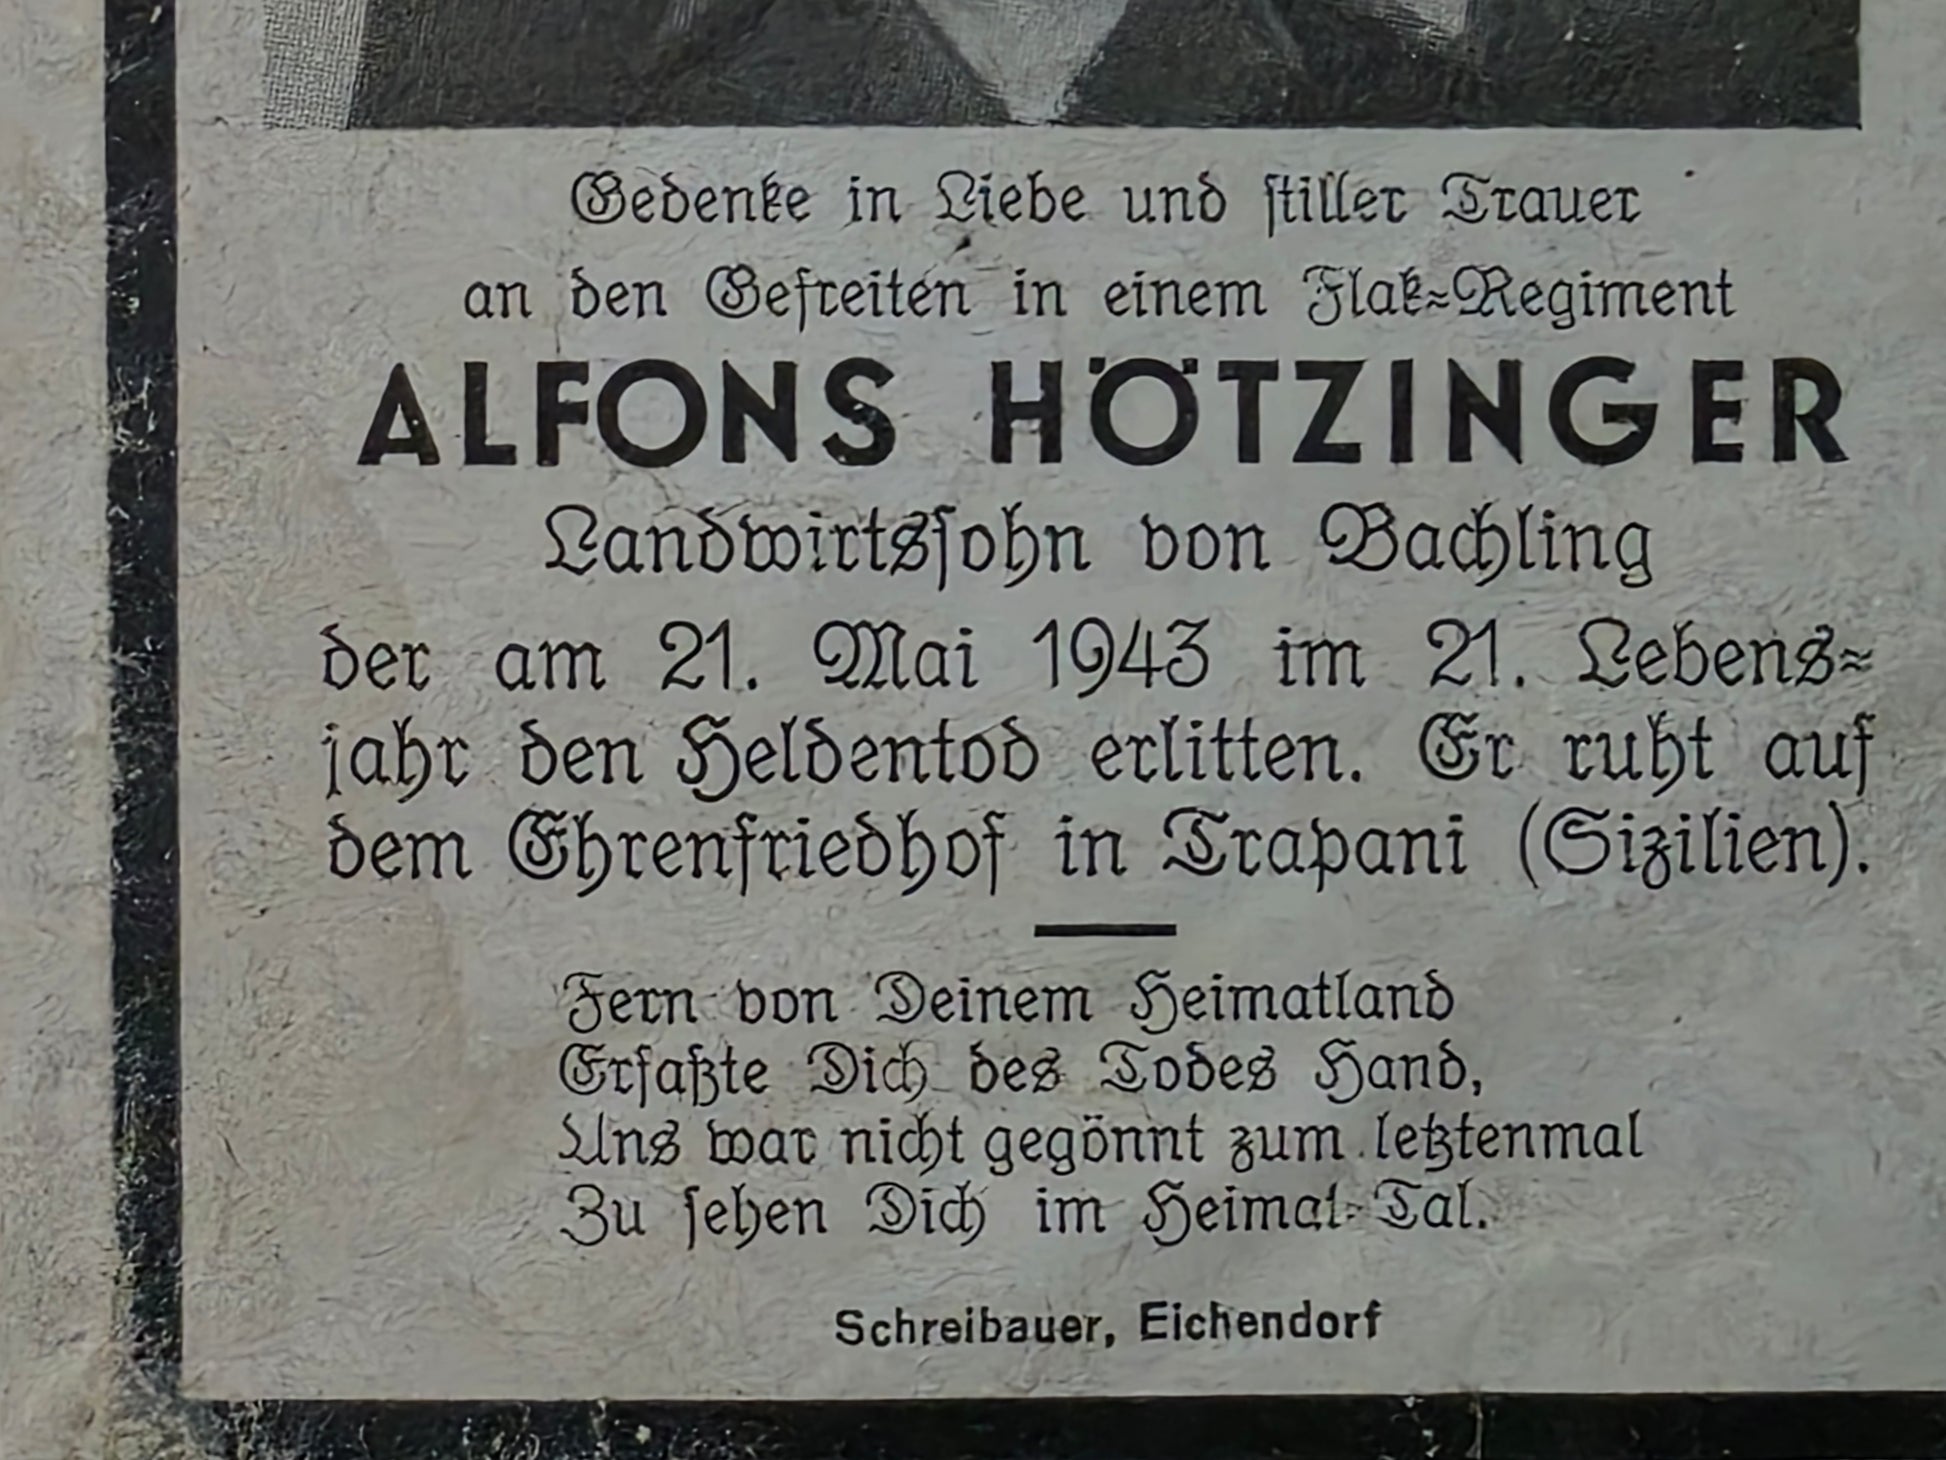 Gedenke in Liebe und stiller Trauer
an den Gefreiten in einem Flak-Regiment
ALFONS HÖTZINGER
Landwirtssohn von Bachling
der am 21. Mai 1943 im 21. Lebens-
jahr den Heldentod erlitten. Er ruht auf
dem Ehrenfriedhof in Trapani (Sizilien).
Fern von Deinem Heimatland
Erfaßte Dich des Todes Hand,
Uns war nicht gegönnt zum letztenmal
Zu sehen Dich im Heimat-Tal.
Schreibauer, Eichendorf